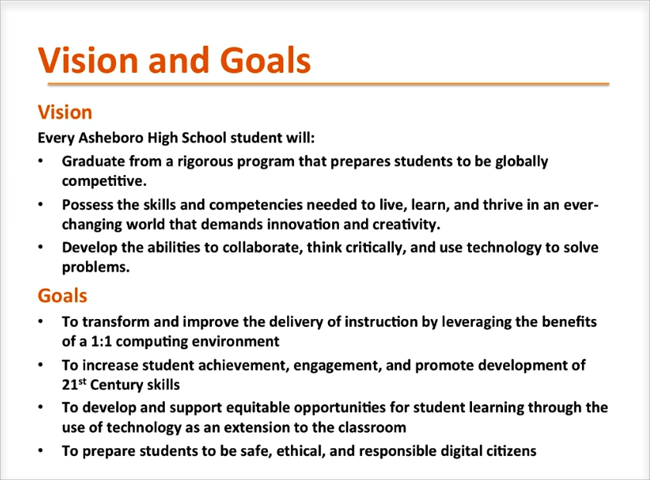 Vision and Goals
Vision
Every Asheboro High School student will:
• Graduate from a rigorous program that prepares students to be globally
competitive.
• Possess the skills and competencies needed to live, learn, and thrive in an ever-
changing world that demands innovation and creativity.
• Develop the abilities to collaborate, think critically, and use technology to solve
problems.
Goals
• To transform and improve the delivery of instruction by leveraging the benefits
of a 1:1 computing environment
• To increase student achievement, engagement, and promote development of
21st Century skills
• To develop and support equitable opportunities for student learning through the
use of technology as an extension to the classroom
• To prepare students to be safe, ethical, and responsible digital citizens